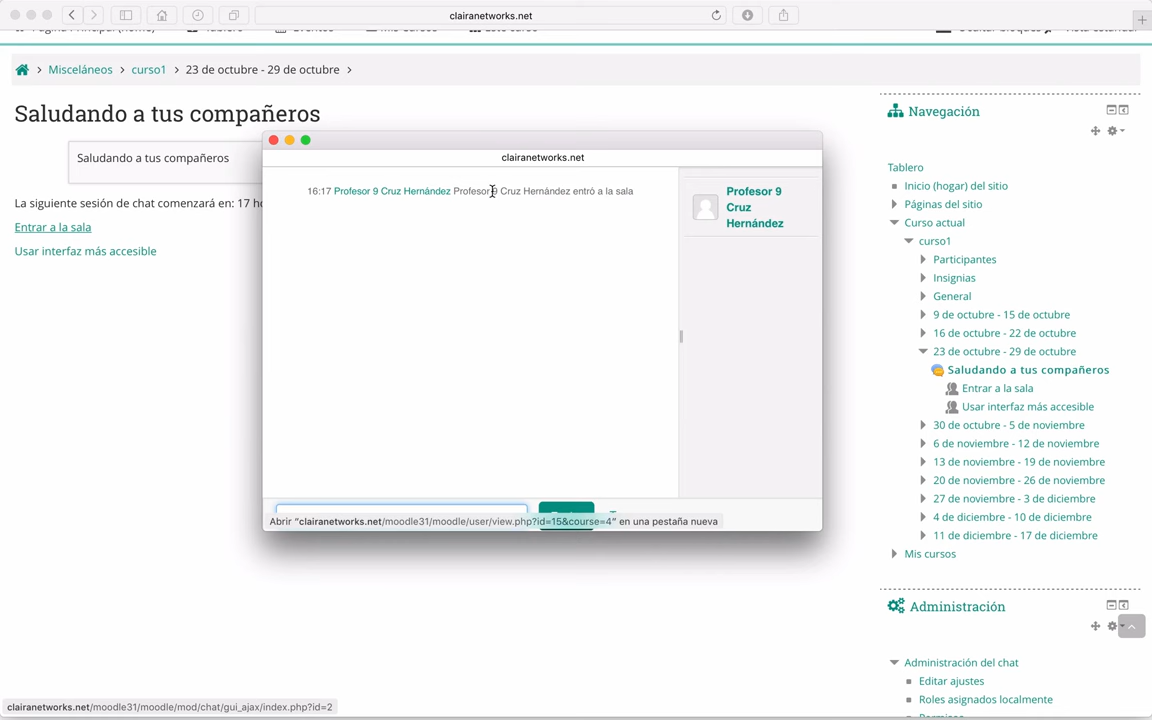 clairanetworks.net
Misceláneos
curso1
23 de octubre - 29 de octubre
Saludando a tus compañeros
Saludando a tus compañeros
La siguiente sesión de chat comenzará en: 17 ho
Entrar a la sala
Usar interfaz más accesible
clairanetworks.net
16:17 Profesor 9 Cruz Hernández Profesor 9 Cruz Hernández entró a la sala
Profesor 9
Cruz
Hernández
Abrir “clairanetworks.net/moodle31/moodle/user/view.php?id=15&course=4” en una pestaña nueva
Navegación
Tablero
Inicio (hogar) del sitio
Páginas del sitio
Curso actual
curso1
Participantes
Insignias
General
9 de octubre - 15 de octubre
16 de octubre - 22 de octubre
23 de octubre - 29 de octubre
Saludando a tus compañeros
Entrar a la sala
Usar interfaz más accesible
30 de octubre - 5 de noviembre
6 de noviembre - 12 de noviembre
13 de noviembre - 19 de noviembre
20 de noviembre - 26 de noviembre
27 de noviembre - 3 de diciembre
4 de diciembre - 10 de diciembre
11 de diciembre - 17 de diciembre
Mis cursos
Administración
Administración del chat
Editar ajustes
Roles asignados localmente
clairanetworks.net/moodle31/moodle/mod/chat/gui_ajax/index.php?id=2